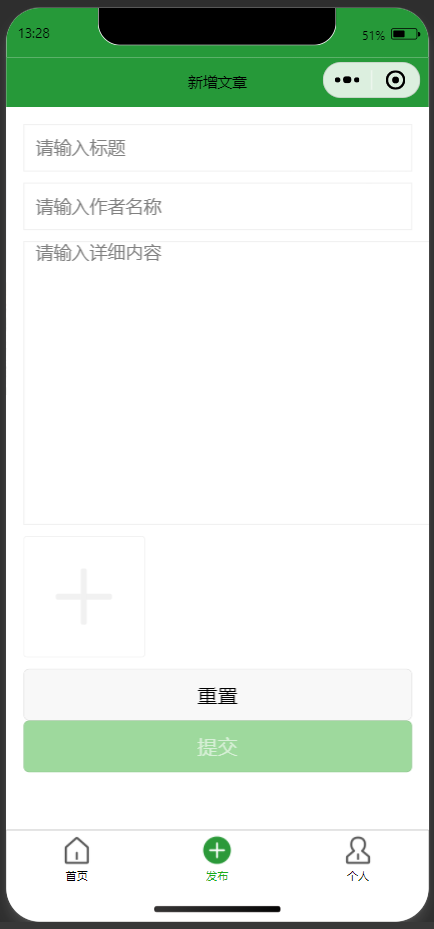 13:28
51%
新增文章
请输入标题
请输入作者名称
请输入详细内容
重置
提交
首页
发布
个人